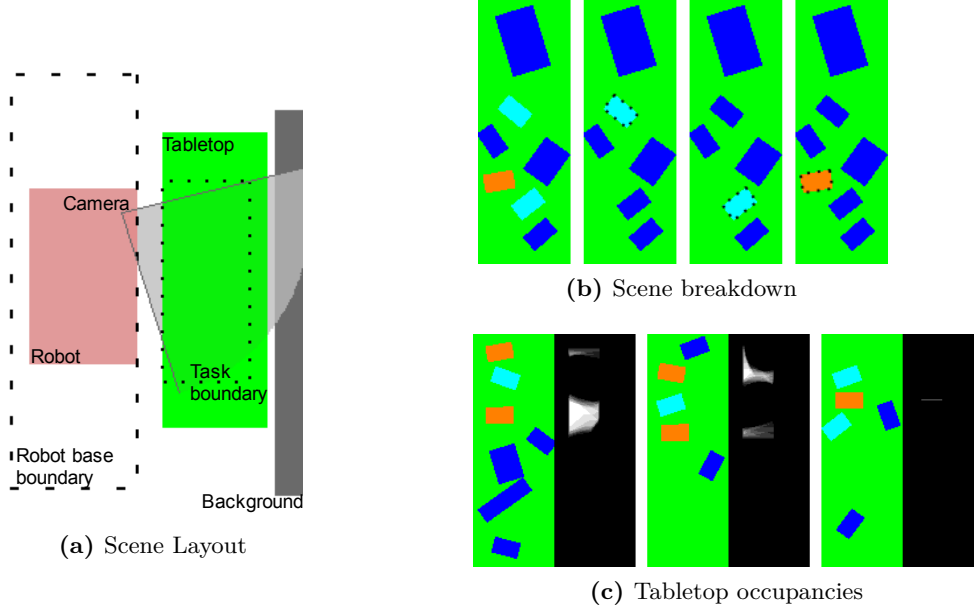 Tabletop
Camera
Robot
Task
boundary
Robot base
boundary
Background
(a) Scene Layout
(b) Scene breakdown
(c) Tabletop occupancies